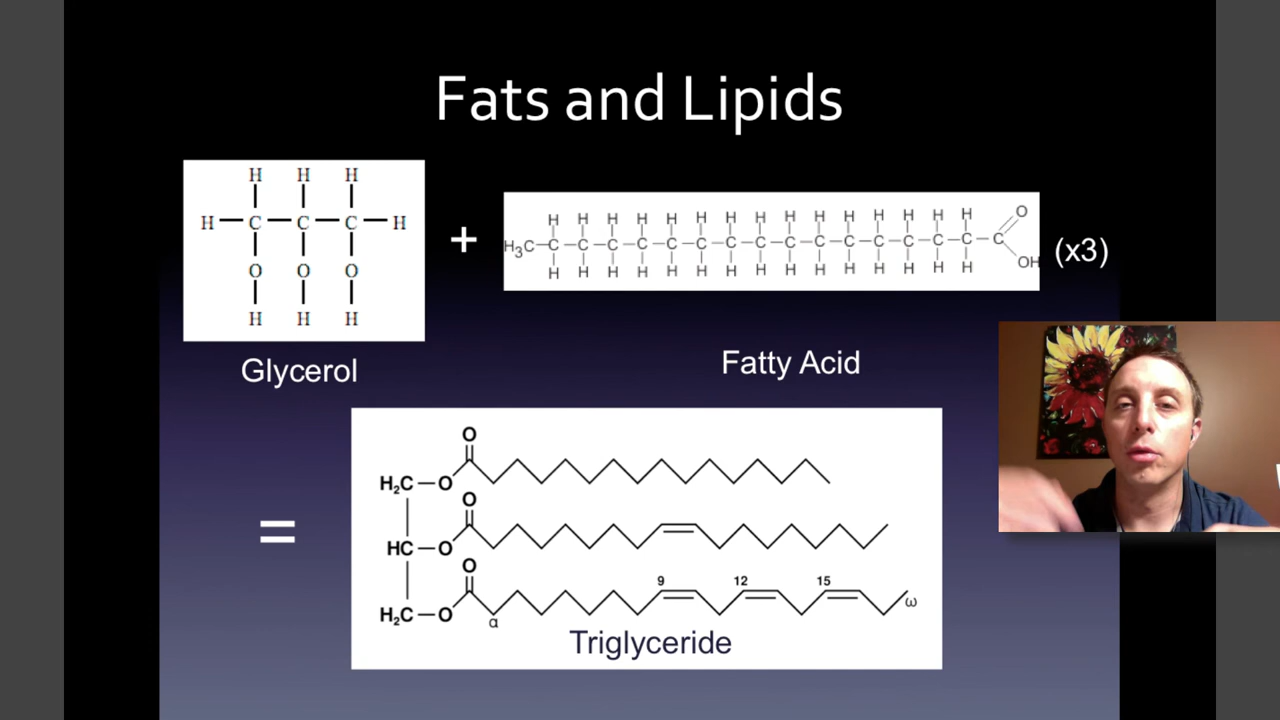 Fats and Lipids
H H H
H C C C H
O O O
H H H
Glycerol
+
H H H H H H H H H H H H H H H O
H₃C C C C C C C C C C C C C C C C C
H H H H H H H H H H H H H H H OH
(x3)
Fatty Acid
=
O
H₂C O
O
HC O
O
9 12 15
ω
H₂C O
α
Triglyceride